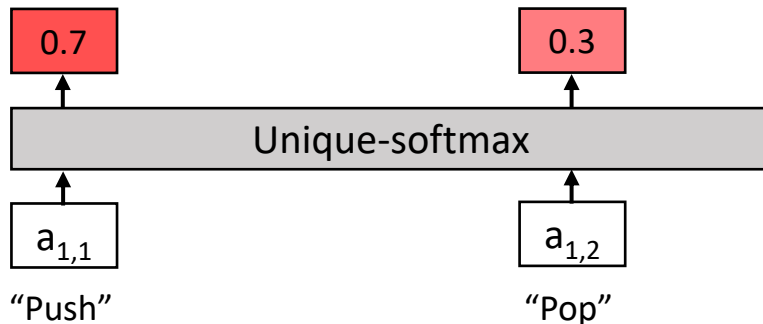 0.7 0.3
Unique-softmax
a1,1 a1,2
“Push” “Pop”